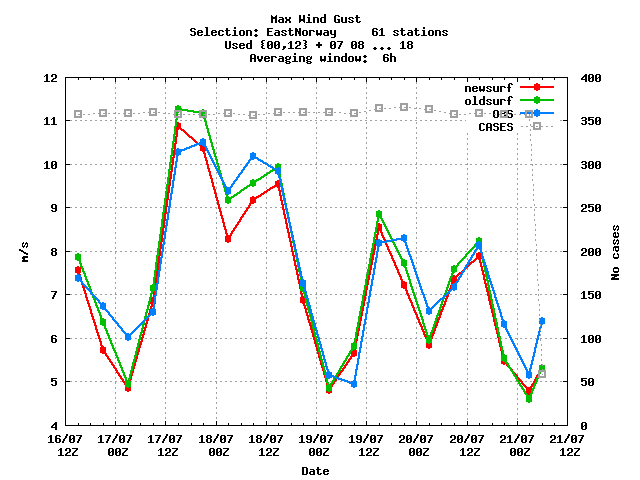 Max Wind Gust
Selection: EastNorway 61 stations
Used {00,12} + 07 08 ... 18
Averaging window: 6h
12 400
newsurf
oldsurf
OBS
CASES
11 350
10 300
9 250
m/s
8 200
No cases
7 150
6 100
5 50
4 0
16/07 17/07 17/07 18/07 18/07 19/07 19/07 20/07 20/07 21/07 21/07
12Z 00Z 12Z 00Z 12Z 00Z 12Z 00Z 12Z 00Z 12Z
Date